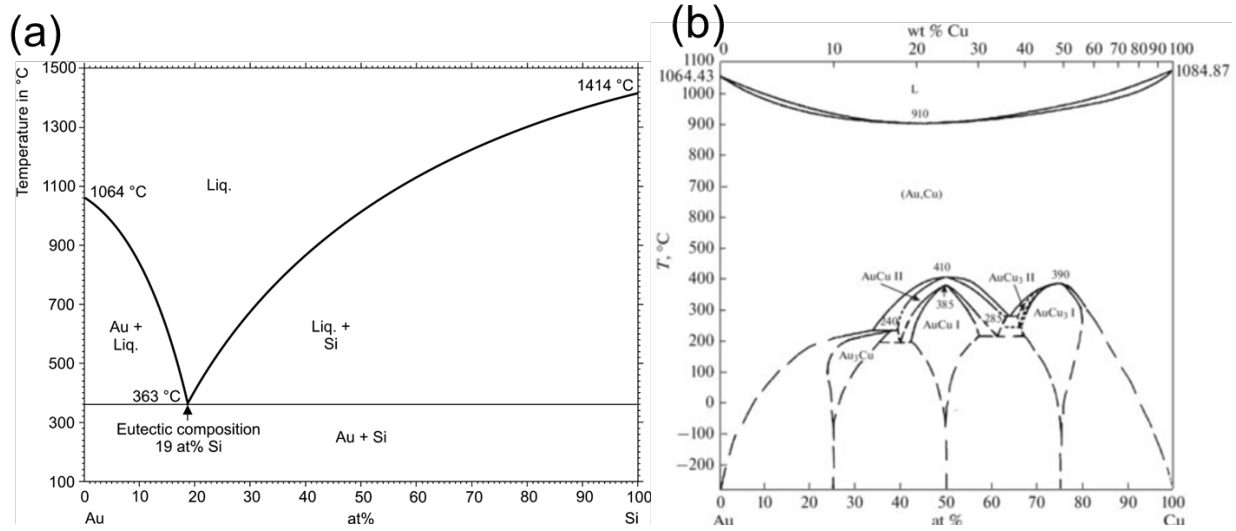 (a)
Temperature in °C
1500
1300
1100
900
700
500
300
100
1414 °C
1064 °C
Liq.
Au +
Liq.
Liq. +
Si
363 °C
Eutectic composition
19 at% Si
Au + Si
0 10 20 30 40 50 60 70 80 90 100
Au at% Si
(b)
wt % Cu
0 10 20 30 40 50 60 70 80 90 100
1100
1064.43
1084.87
1000
900
800
700
600
500
400
300
200
100
0
−100
−200
T, °C
L
910
(Au,Cu)
AuCu II
410
AuCu₃ II
390
240
385
AuCu I
285
AuCu₃ I
Au₃Cu
0 10 20 30 40 50 60 70 80 90 100
Au at % Cu